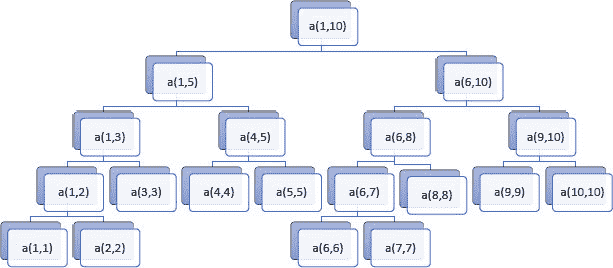 a(1,10)
a(1,5)
a(6,10)
a(1,3)
a(4,5)
a(6,8)
a(9,10)
a(1,2)
a(3,3)
a(4,4)
a(5,5)
a(6,7)
a(8,8)
a(9,9)
a(10,10)
a(1,1)
a(2,2)
a(6,6)
a(7,7)